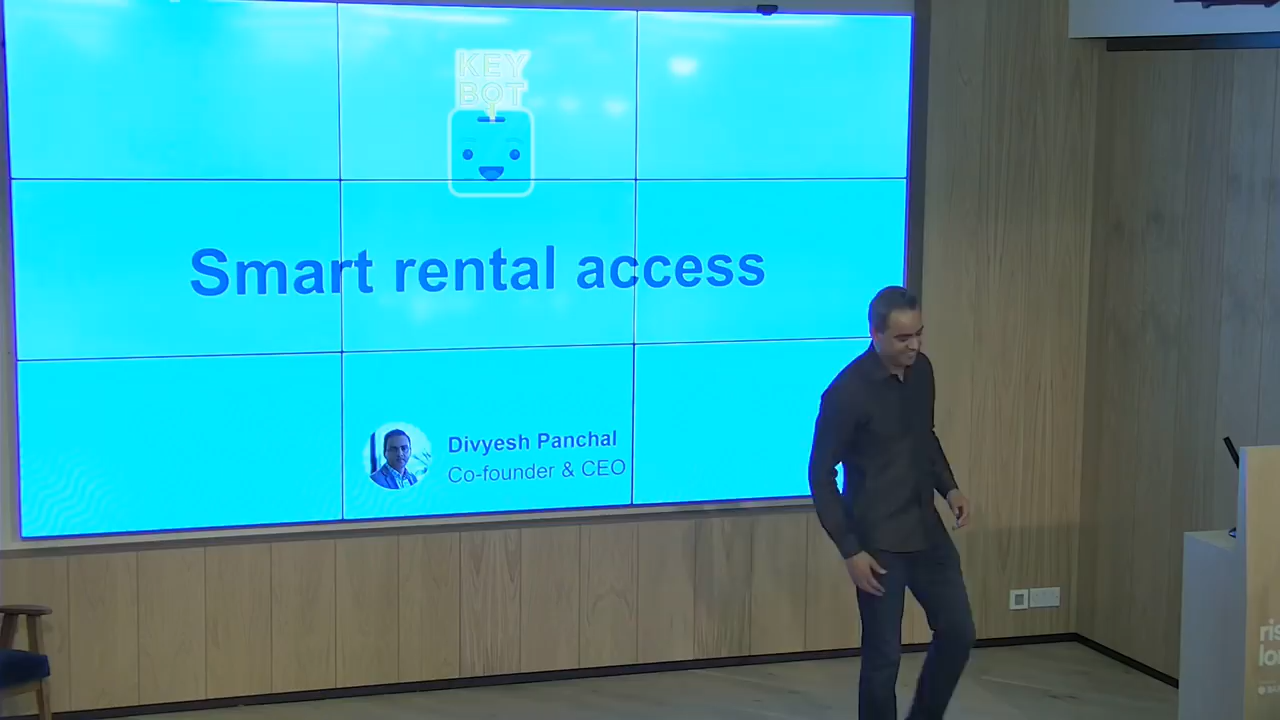 KEY
BOT
Smart rental access
Divyesh Panchal
Co-founder & CEO